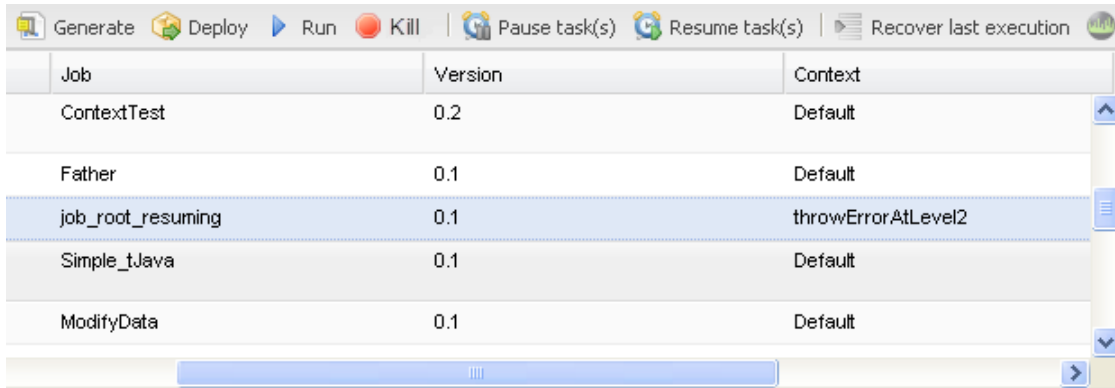 Generate Deploy Run Kill Pause task(s) Resume task(s) Recover last execution
Job Version Context
ContextTest 0.2 Default
Father 0.1 Default
job_root_resuming 0.1 throwErrorAtLevel2
Simple_tJava 0.1 Default
ModifyData 0.1 Default